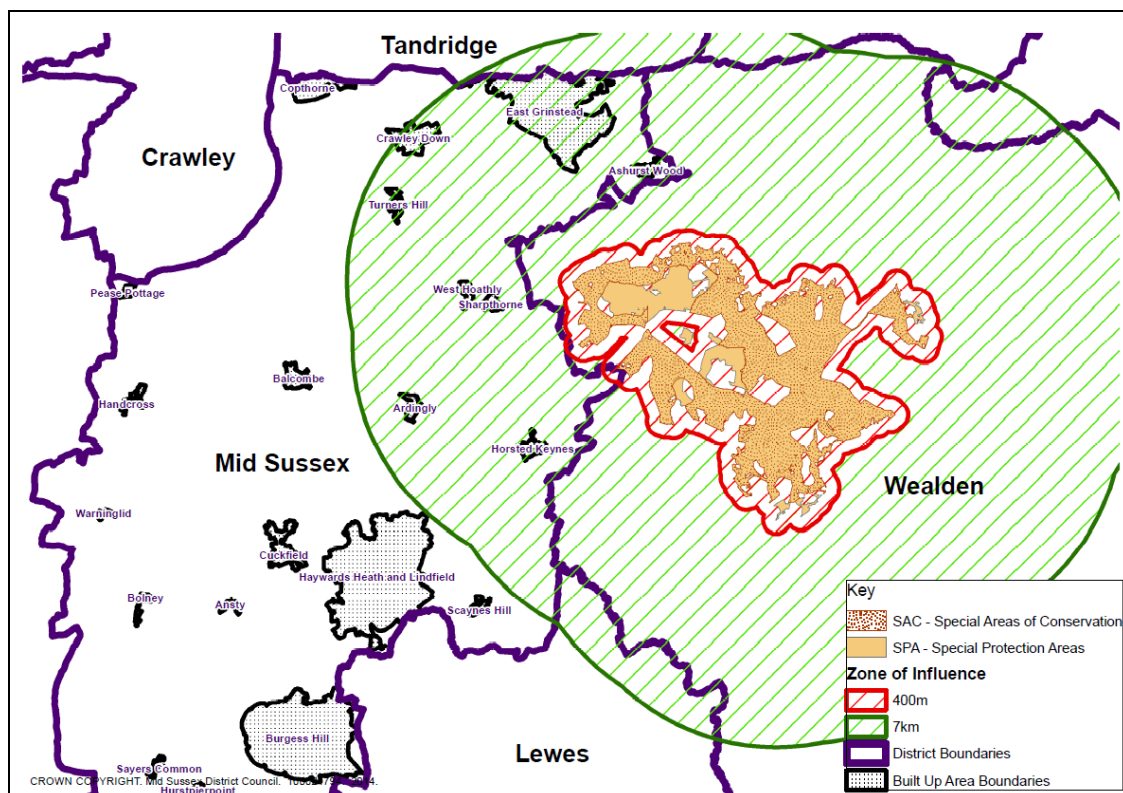 Tandridge
Copthorne
East Grinstead
Crawley Down
Crawley
Ashurst Wood
Turners Hill
Pease Pottage
West Hoathly
Sharpthorne
Balcombe
Handcross
Ardingly
Horsted Keynes
Mid Sussex
Wealden
Warninglid
Cuckfield
Haywards Heath and Lindfield
Bolney
Ansty
Scaynes Hill
Burgess Hill
Lewes
Sayers Common
Hurstpierpoint
CROWN COPYRIGHT. Mid Sussex District Council.
Key
SAC - Special Areas of Conservation
SPA - Special Protection Areas
Zone of Influence
400m
7km
District Boundaries
Built Up Area Boundaries